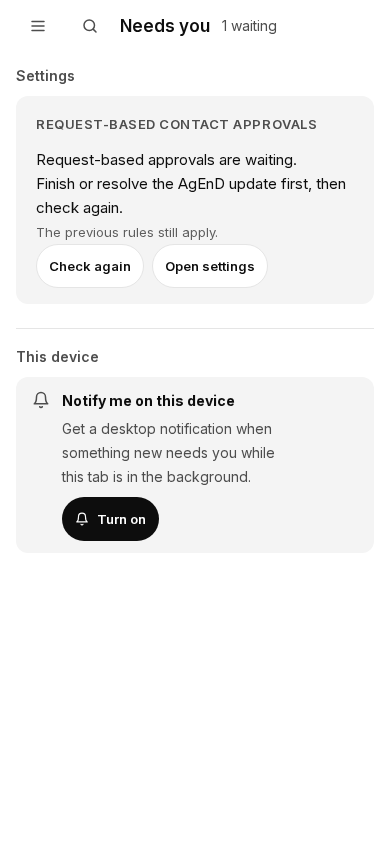 Needs you 1 waiting
Settings
REQUEST-BASED CONTACT APPROVALS
Request-based approvals are waiting.
Finish or resolve the AgEnD update first, then
check again.
The previous rules still apply.
Check again Open settings
This device
Notify me on this device
Get a desktop notification when
something new needs you while
this tab is in the background.
Turn on